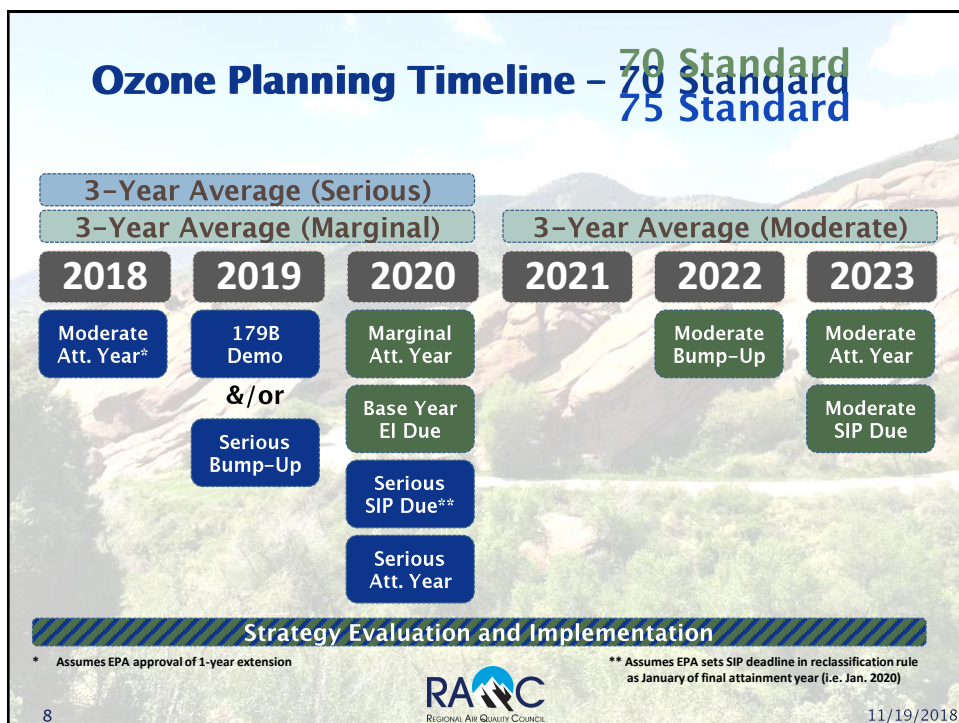 Ozone Planning Timeline – 70 Standard
70 Standard
75 Standard
3-Year Average (Serious)
3-Year Average (Marginal)
3-Year Average (Moderate)
2018
2019
2020
2021
2022
2023
Moderate
Att. Year*
179B
Demo
&/or
Serious
Bump-Up
Marginal
Att. Year
Base Year
EI Due
Serious
SIP Due**
Serious
Att. Year
Moderate
Bump-Up
Moderate
Att. Year
Moderate
SIP Due
Strategy Evaluation and Implementation
* Assumes EPA approval of 1-year extension
** Assumes EPA sets SIP deadline in reclassification rule
as January of final attainment year (i.e. Jan. 2020)
RAQC
REGIONAL AIR QUALITY COUNCIL
8
11/19/2018